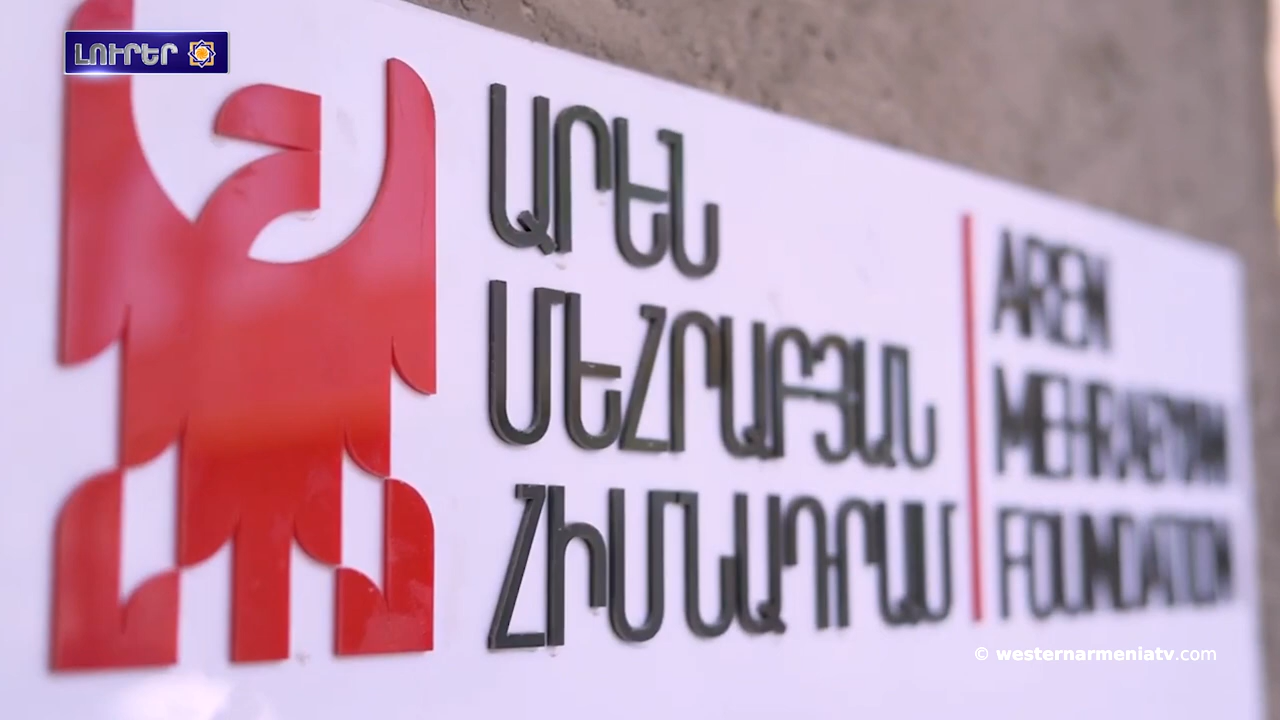 ԼՈՒՐԵՐ
ԱՐԵՆ
ՄԵՀՐԱԲՅԱՆ
ՀԻՄՆԱԴՐԱՄ
AREN
MEHRABYAN
FOUNDATION
© westernarmeniatv.com